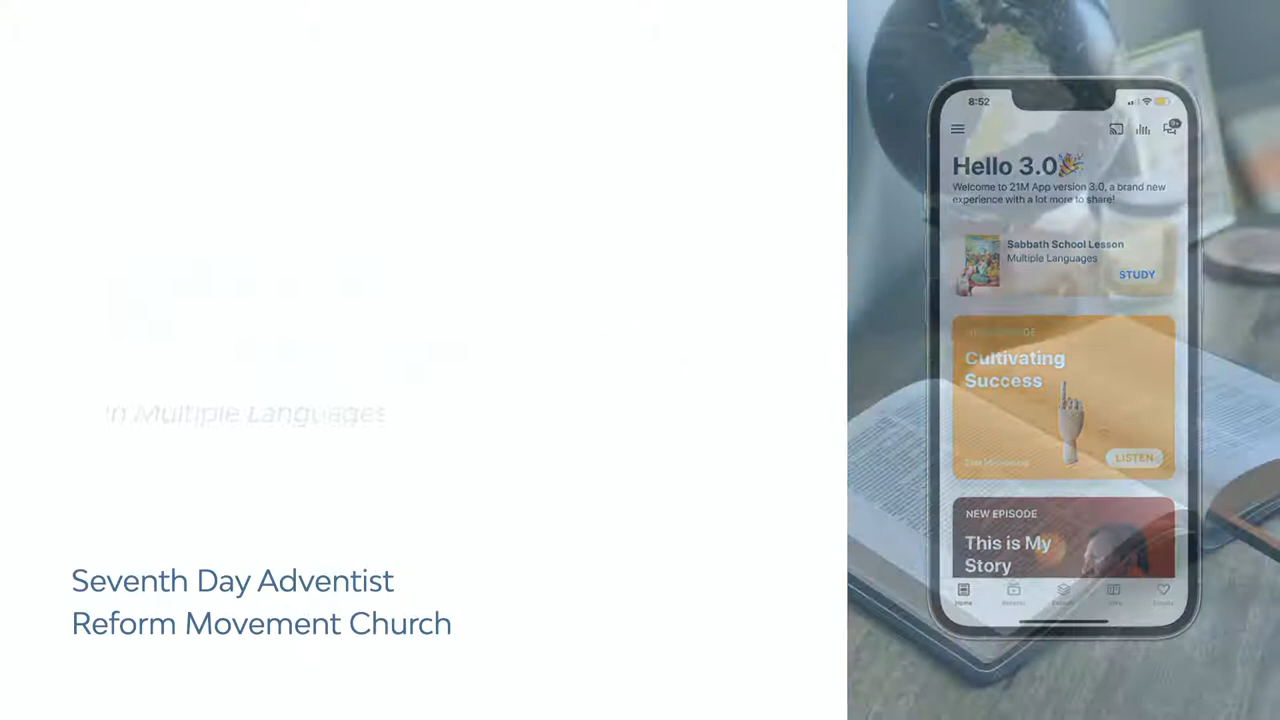 In Multiple Languages
Seventh Day Adventist
Reform Movement Church
8:52
9+
Hello 3.0🎉
Welcome to 21M App version 3.0, a brand new
experience with a lot more to share!
Sabbath School Lesson
Multiple Languages
STUDY
Cultivating
Success
LISTEN
NEW EPISODE
This is My
Story
Home